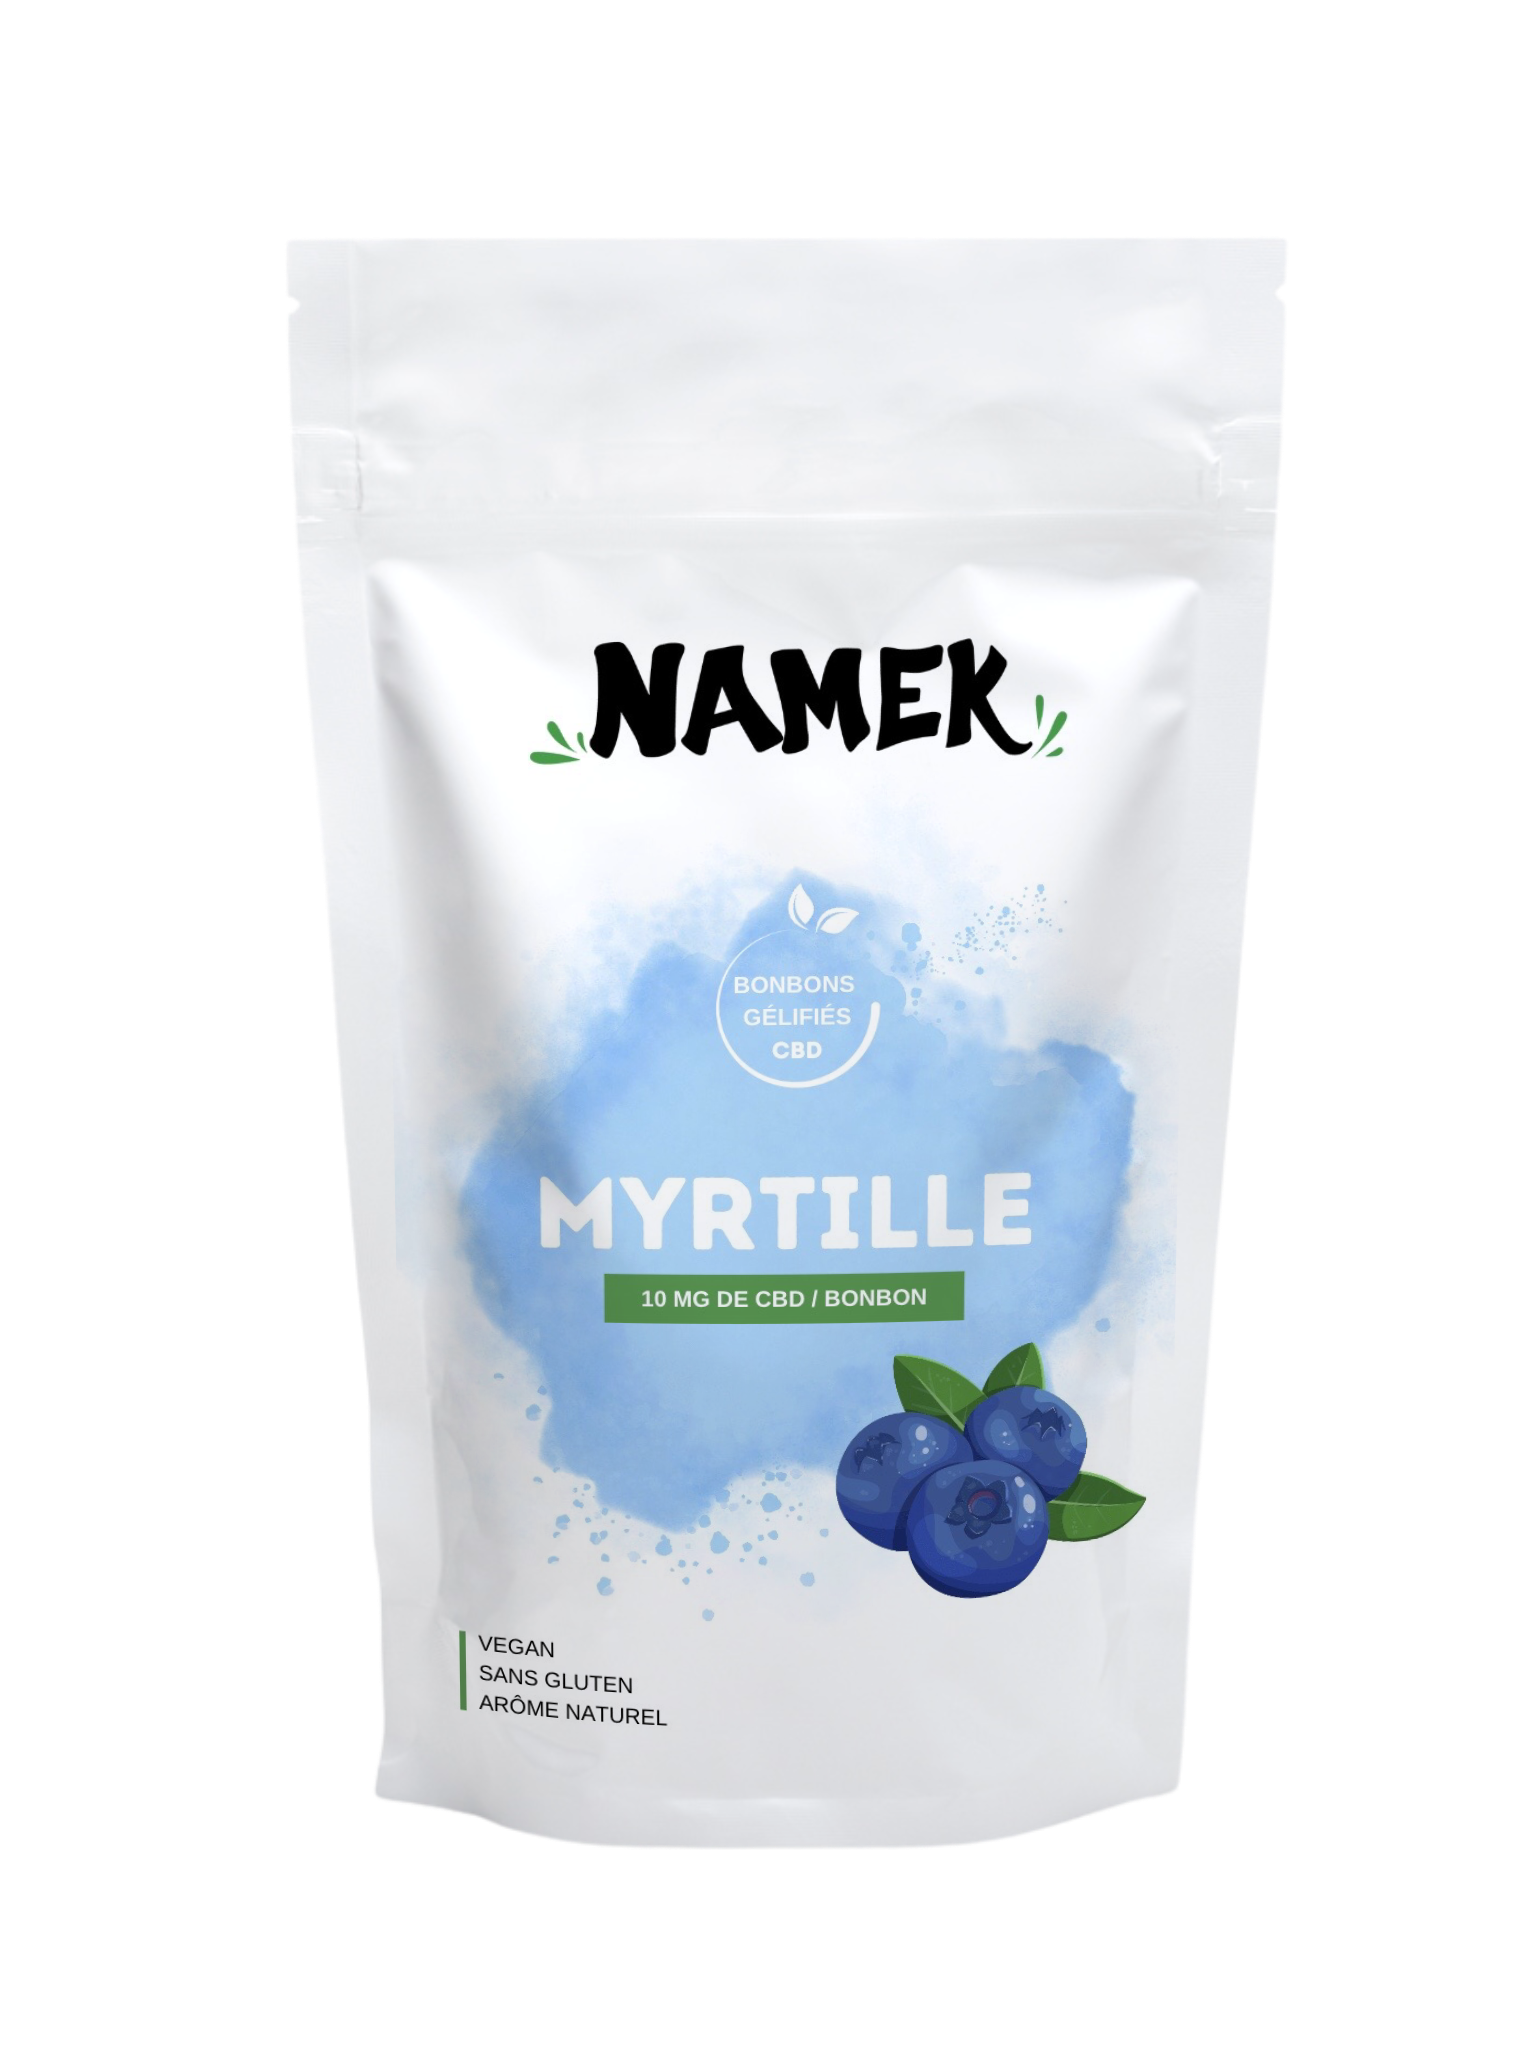 NAMEK
BONBONS
GÉLIFIÉS
CBD
MYRTILLE
10 MG DE CBD / BONBON
VEGAN
SANS GLUTEN
ARÔME NATUREL